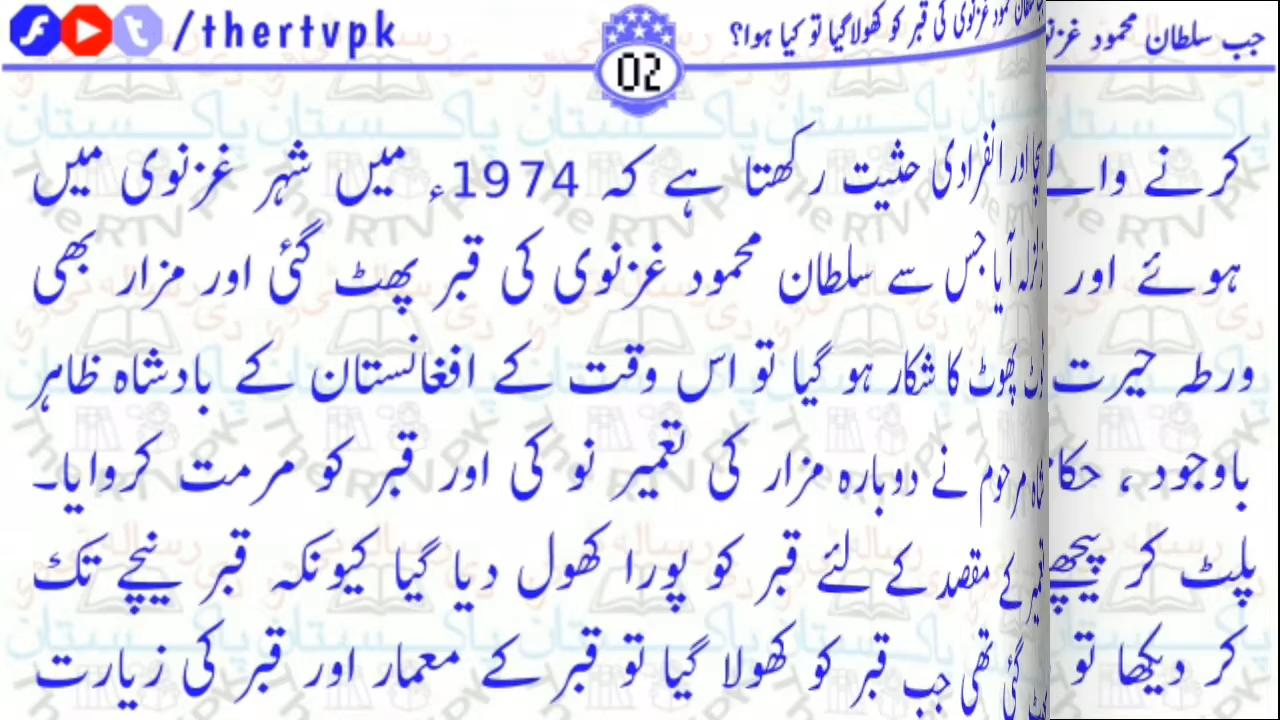 /thertvpk
02
محمود غزنوی کی قبر کو کھولا گیا تو کیا ہوا؟
جب سلطان محمود غزنو
اور انفرادی حثیت رکھتا ہے کہ 1974ء میں شہر غزنوی میں
زلزلہ آیا جس سے سلطان محمود غزنوی کی قبر پھٹ گئی اور مزار بھی
پھوٹ کا شکار ہو گیا تو اس وقت کے افغانستان کے بادشاہ ظاہر
شاہ مرحوم نے دوبارہ مزار کی تعمیر نو کی اور قبر کو مرمت کروایا۔
تعمیر کے مقصد کے لئے قبر کو پورا کھول دیا گیا کیونکہ قبر نیچے تک
گئی تھی جب قبر کو کھولا گیا تو قبر کے معمار اور قبر کی زیارت
کرنے والے
ہوئے اور
ورطہ حیرت
باوجود ، حکا
پلٹ کر پیچھے
کر دیکھا تو